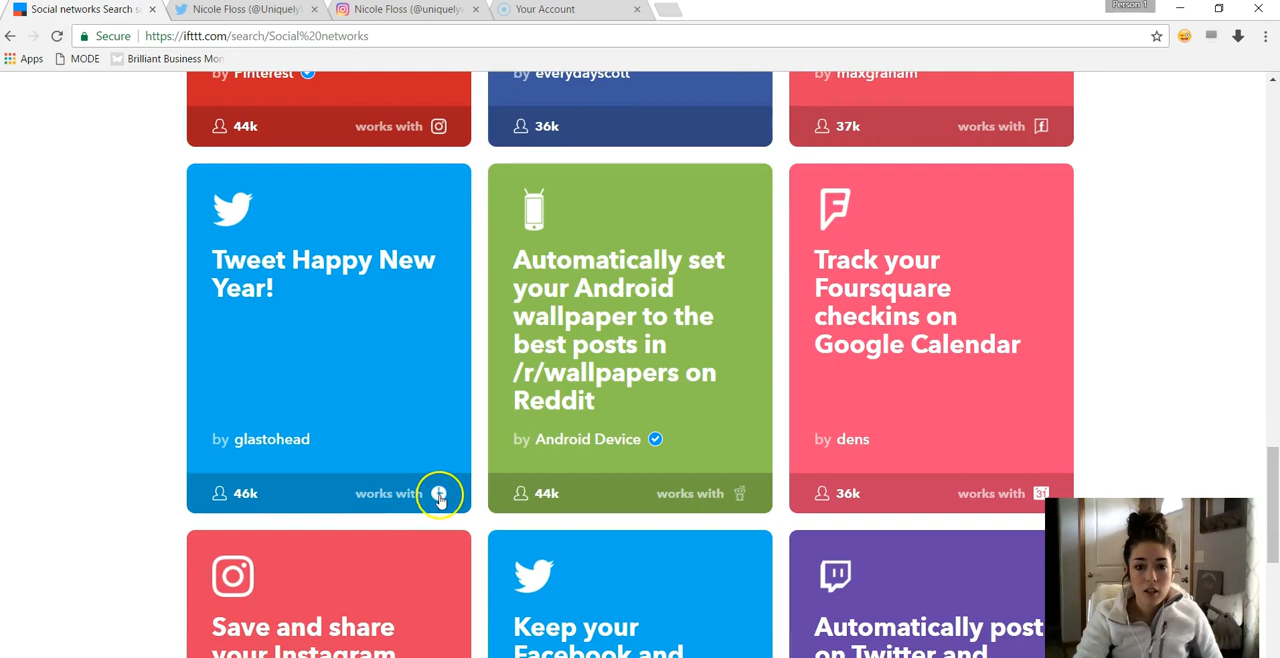 Social networks Search s
Nicole Floss (@Uniquely
Nicole Floss (@uniquely
Your Account
Person 1
Secure
https://ifttt.com/search/Social%20networks
Apps
MODE
Brilliant Business Mon
by Pinterest
by everydayscott
by maxgraham
44k
works with
36k
37k
works with
Tweet Happy New
Year!
by glastohead
46k
works with
Automatically set
your Android
wallpaper to the
best posts in
/r/wallpapers on
Reddit
by Android Device
44k
works with
Track your
Foursquare
checkins on
Google Calendar
by dens
36k
works with
31
Save and share
your Instagram
Keep your
Facebook and
Automatically post
on Twitter and